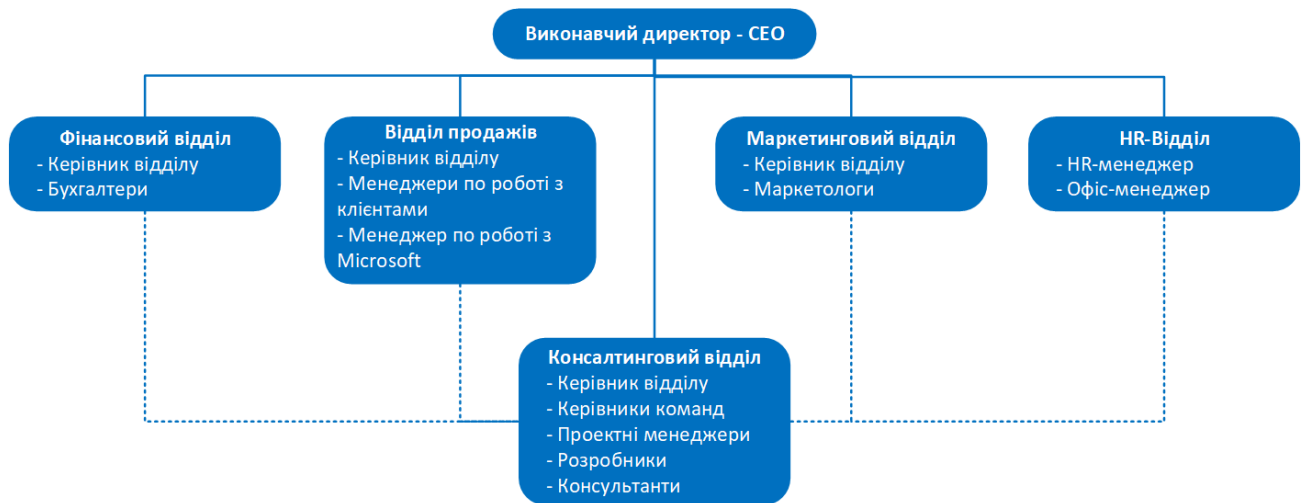 Виконавчий директор - CEO
Фінансовий відділ
- Керівник відділу
- Бухгалтери
Відділ продажів
- Керівник відділу
- Менеджери по роботі з
клієнтами
- Менеджер по роботі з
Microsoft
Маркетинговий відділ
- Керівник відділу
- Маркетологи
HR-Відділ
- HR-менеджер
- Офіс-менеджер
Консалтинговий відділ
- Керівник відділу
- Керівники команд
- Проектні менеджери
- Розробники
- Консультанти